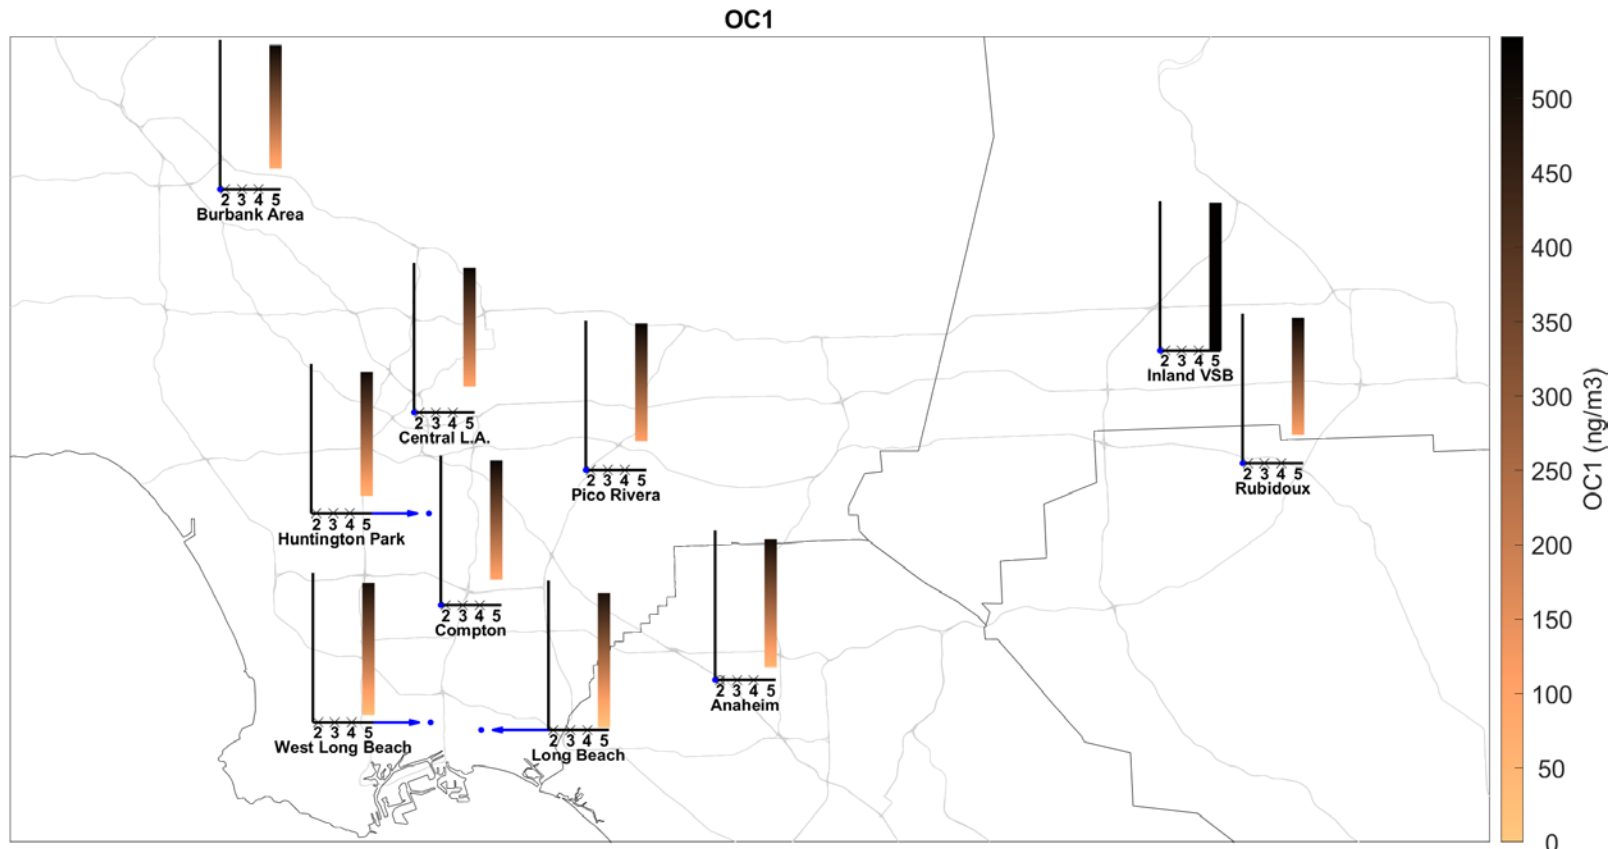 OC1
2 3 4 5
Burbank Area
2 3 4 5
Central L.A.
2 3 4 5
Huntington Park
2 3 4 5
Pico Rivera
2 3 4 5
Inland VSB
2 3 4 5
Rubidoux
2 3 4 5
Compton
2 3 4 5
West Long Beach
2 3 4 5
Long Beach
2 3 4 5
Anaheim
500
450
400
350
300
250
200
150
100
50
0
OC1 (ng/m3)